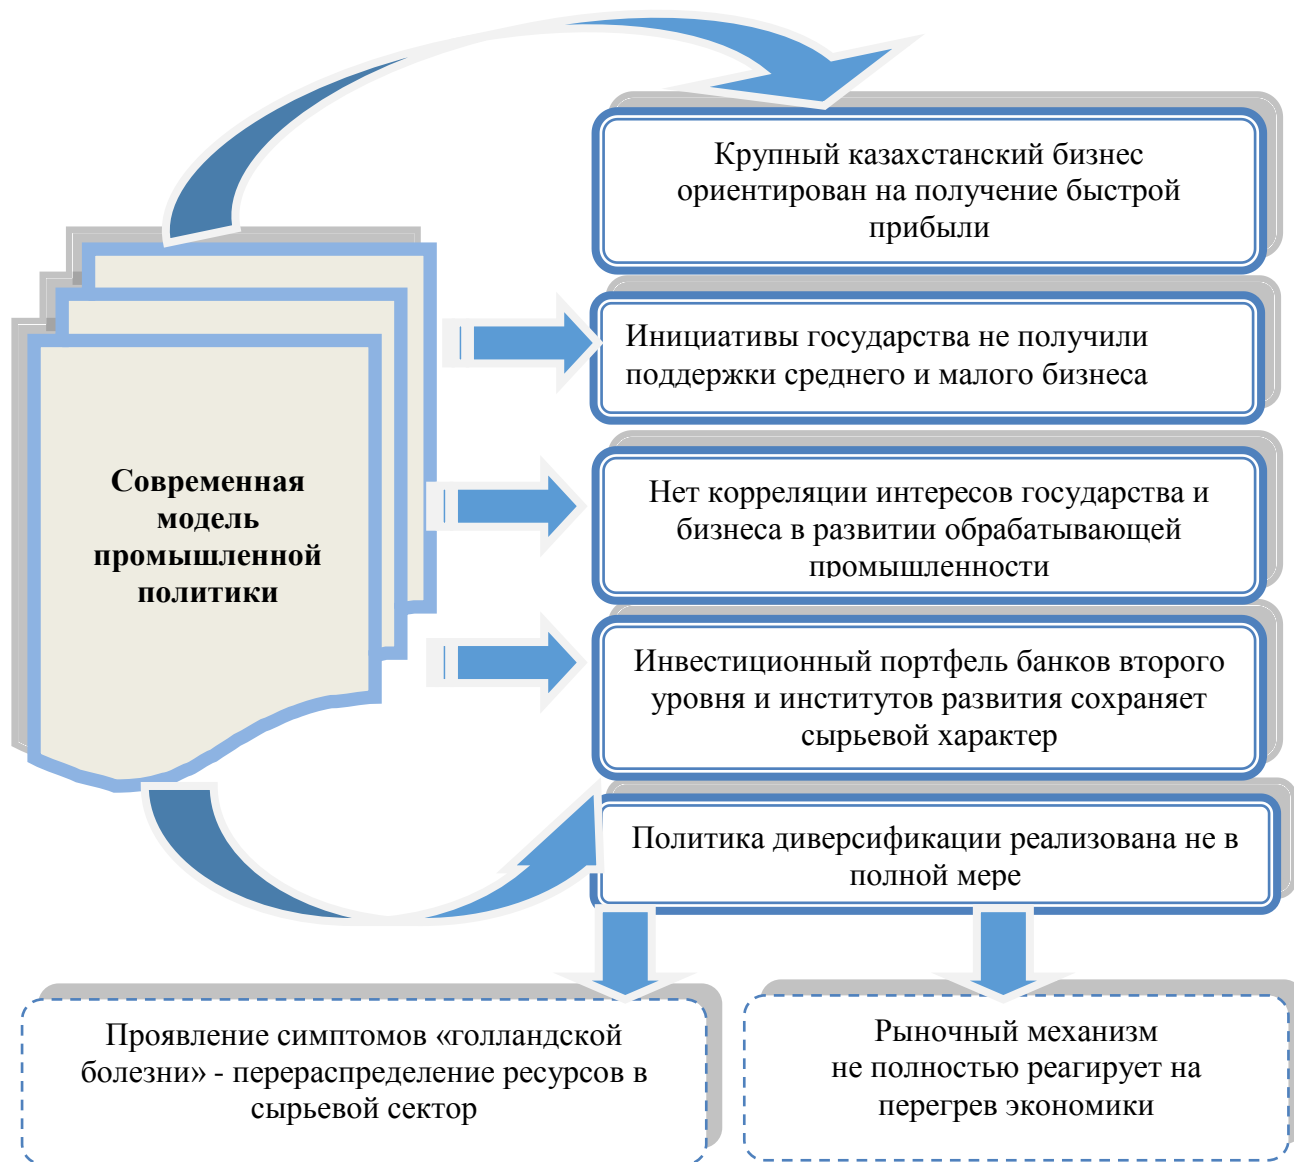 Крупный казахстанский бизнес
ориентирован на получение быстрой
прибыли
Инициативы государства не получили
поддержки среднего и малого бизнеса
Современная
модель
промышленной
политики
Нет корреляции интересов государства и
бизнеса в развитии обрабатывающей
промышленности
Инвестиционный портфель банков второго
уровня и институтов развития сохраняет
сырьевой характер
Политика диверсификации реализована не в
полной мере
Проявление симптомов «голландской
болезни» - перераспределение ресурсов в
сырьевой сектор
Рыночный механизм
не полностью реагирует на
перегрев экономики